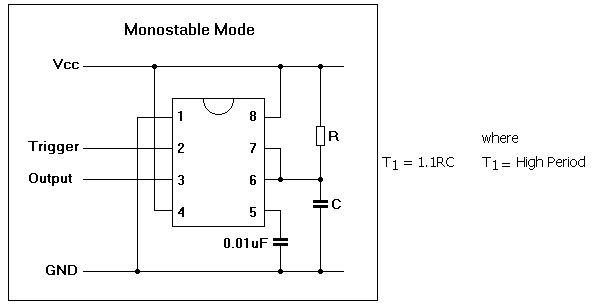 Monostable Mode
Vcc
1 8
R
where
Trigger 2 7
T1 = 1.1RC T1 = High Period
Output 3 6
C
4 5
0.01uF
GND